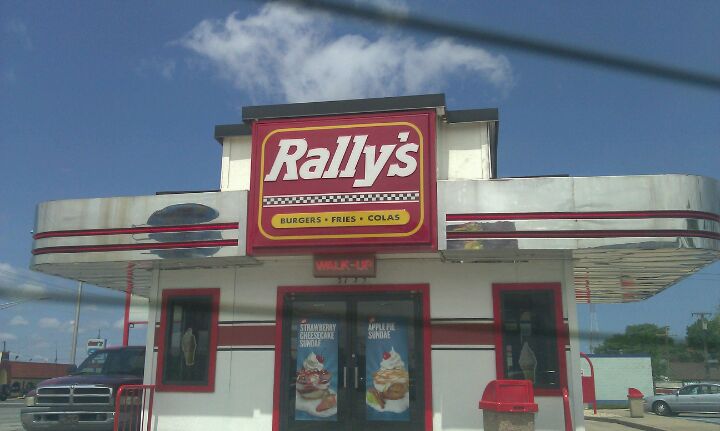 Rally's
BURGERS • FRIES • COLAS
WALK-UP
STRAWBERRY
CHEESECAKE
SUNDAE
APPLE PIE
SUNDAE